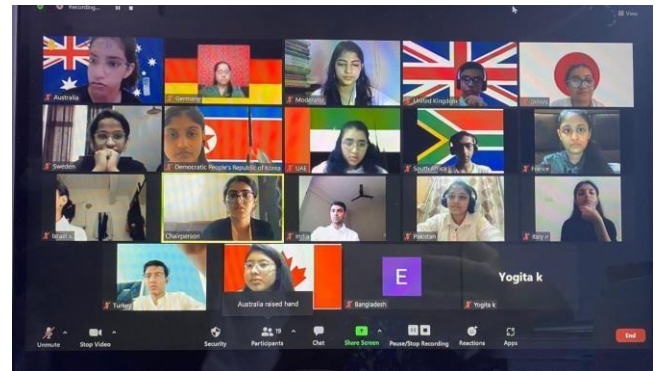 Recording...
View
Australia
Germany
Moderator
United Kingdom
JAPAN
Sweden
Democratic People's Republic of Korea
UAE
South Africa
France
Israel
Chairperson
India
Pakistan
Italy
Turkey
Australia raised hand
E
Bangladesh
Yogita k
Yogita k
Unmute
Stop Video
Security
Participants
19
Chat
Share Screen
Pause/Stop Recording
Reactions
Apps
End